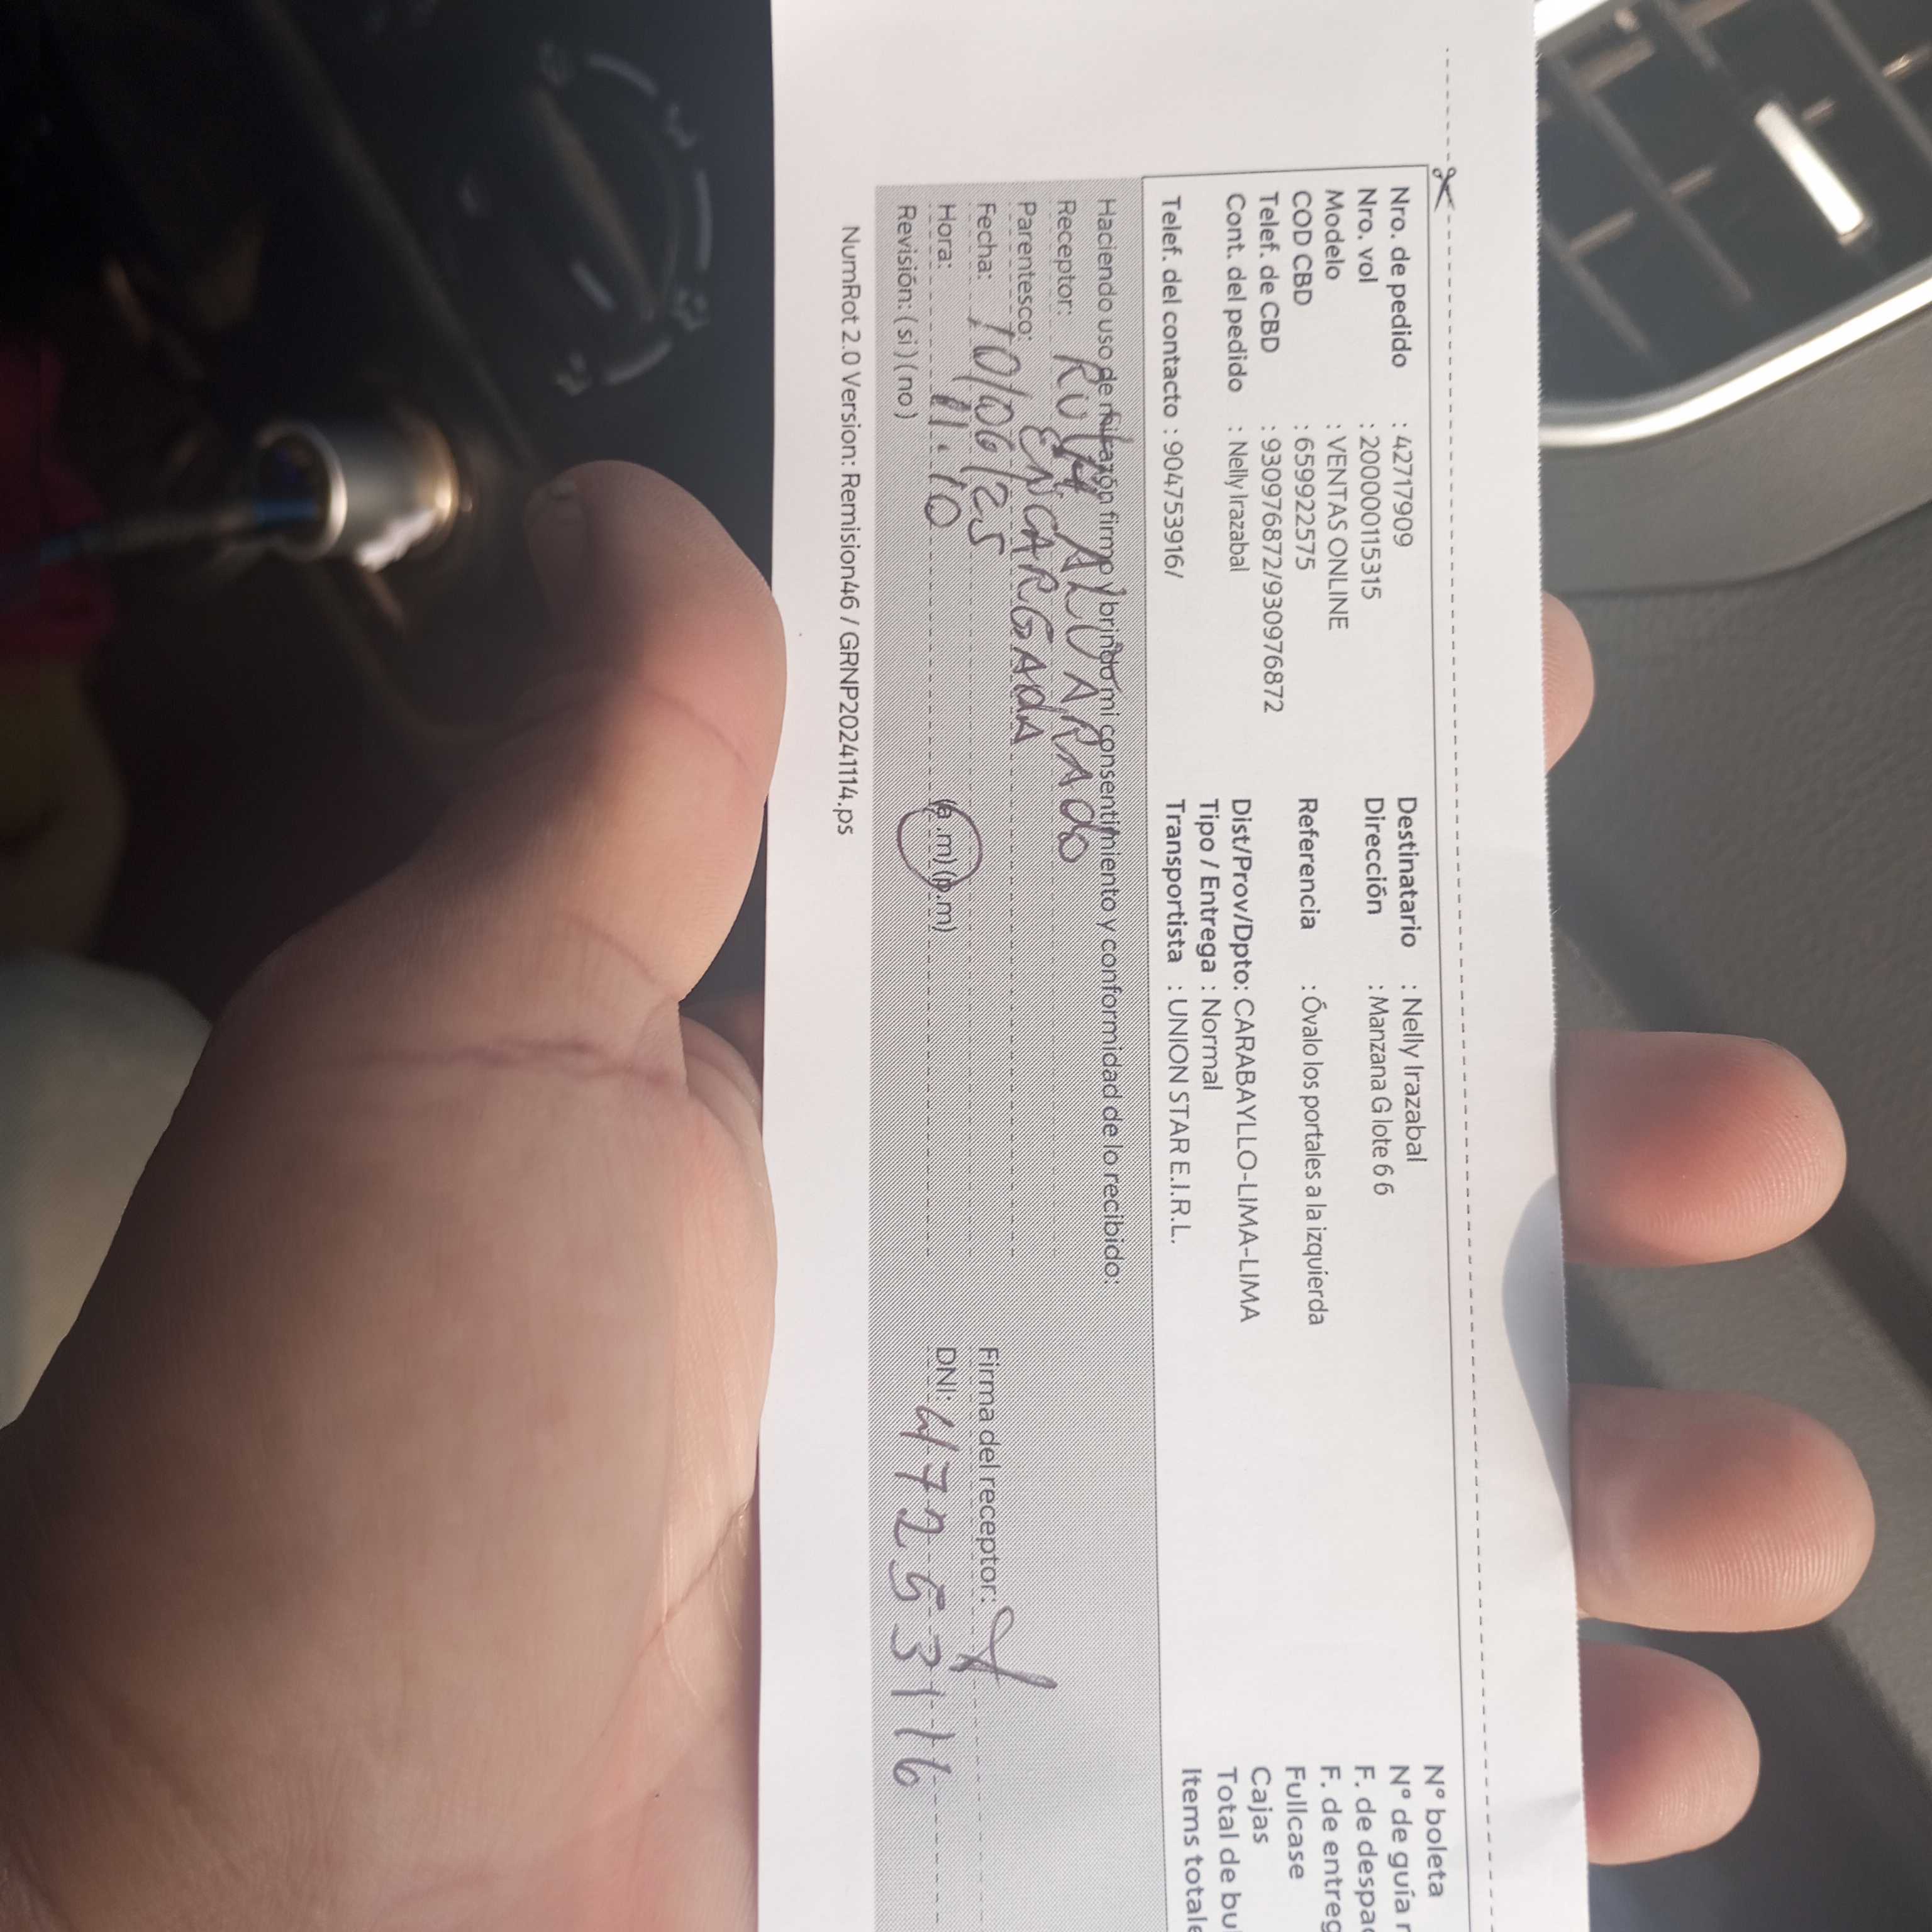 Nro. de pedido : 42717909
Nro. vol : 200000115315
Modelo : VENTAS ONLINE
COD CBD : 659922575
Telef. de CBD : 930976872/930976872
Cont. del pedido : Nelly Irazabal
Telef. del contacto : 904753916/
Destinatario : Nelly Irazabal
Dirección : Manzana G lote 6 6
Referencia : Óvalo los portales a la izquierda
Dist/Prov/Dpto: CARABAYLLO-LIMA-LIMA
Tipo / Entrega : Normal
Transportista : UNION STAR E.I.R.L.
N° boleta
N° de guía r
F. de despac
F. de entreg
Fullcase
Cajas
Total de bu
Items totale
Haciendo uso de mi razón firmo y brindo mi consentimiento y conformidad de lo recibido:
Receptor: Ruth ALVARAdo
Parentesco: ENCARGAdA
Fecha: 10/06/25
Hora: 11:10 (a .m) (p.m)
Revisión: ( si ) ( no )
Firma del receptor:
DNI: 47253116
NumRot 2.0 Version: Remision46 / GRNP20241114.ps